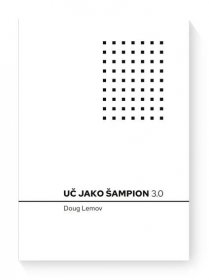 UČ JAKO ŠAMPION 3.0
Doug Lemov